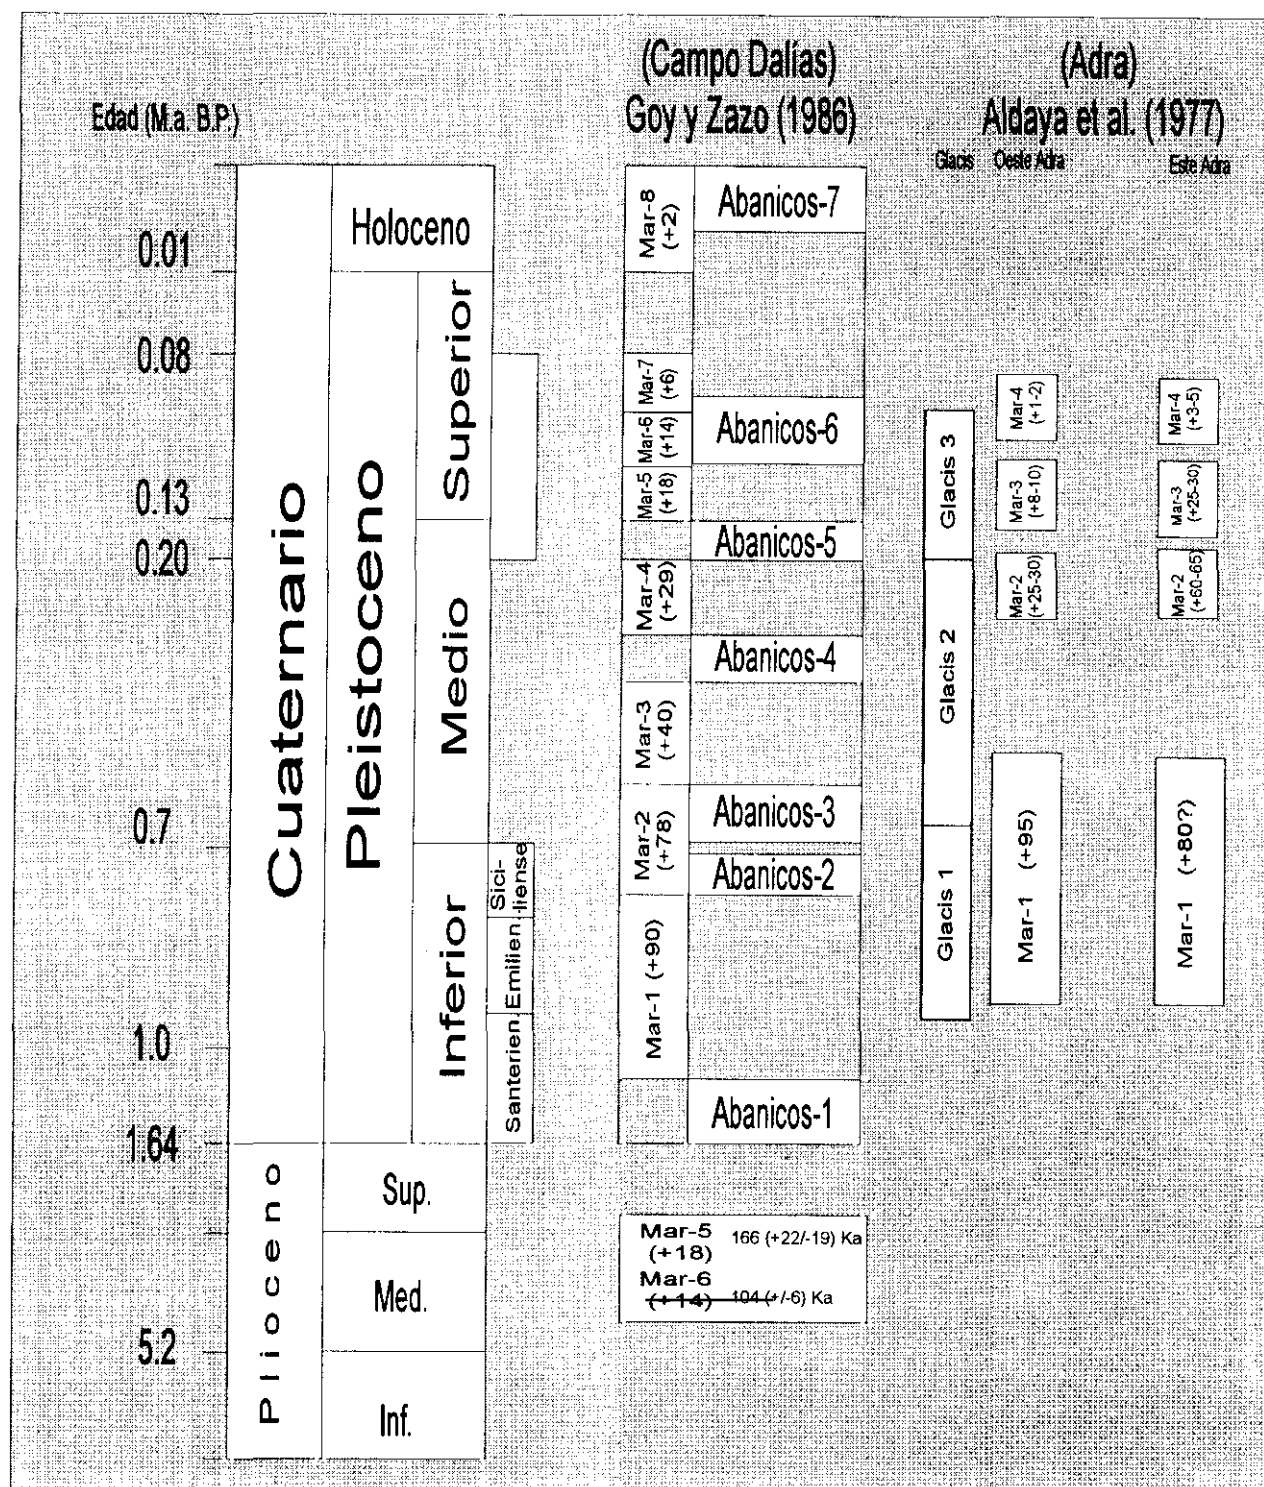 (Campo Dalías)
Goy y Zazo (1986)
(Adra)
Aldaya et al. (1977)
Edad (M.a. B.P.)
Glacis
Oeste Adra
Este Adra
0.01
0.08
0.13
0.20
0.7
1.0
1.64
5.2
Cuaternario
Plioceno
Pleistoceno
Holoceno
Superior
Medio
Inferior
Sici-
liense
Emilien.
Santerien.
Sup.
Med.
Inf.
Mar-8
(+2)
Mar-7
(+6)
Mar-6
(+14)
Mar-5
(+18)
Mar-4
(+29)
Mar-3
(+40)
Mar-2
(+78)
Mar-1 (+90)
Abanicos-7
Abanicos-6
Abanicos-5
Abanicos-4
Abanicos-3
Abanicos-2
Abanicos-1
Mar-5 166 (+22/-19) Ka
(+18)
Mar-6
(+14) 104 (+/-6) Ka
Glacis 3
Glacis 2
Glacis 1
Mar-4
(+1-2)
Mar-3
(+8-10)
Mar-2
(+25-30)
Mar-1 (+95)
Mar-4
(+3-5)
Mar-3
(+25-30)
Mar-2
(+60-65)
Mar-1 (+80?)